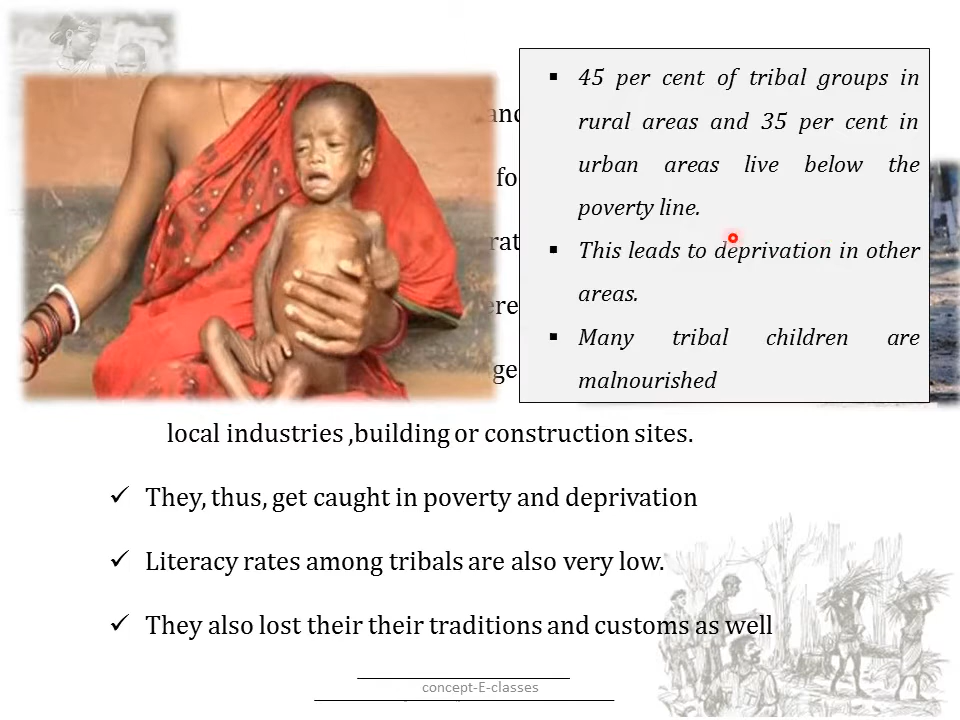 45 per cent of tribal groups in
rural areas and 35 per cent in
urban areas live below the
poverty line.
This leads to deprivation in other
areas.
Many tribal children are
malnourished
local industries ,building or construction sites.
They, thus, get caught in poverty and deprivation
Literacy rates among tribals are also very low.
They also lost their their traditions and customs as well
concept-E-classes